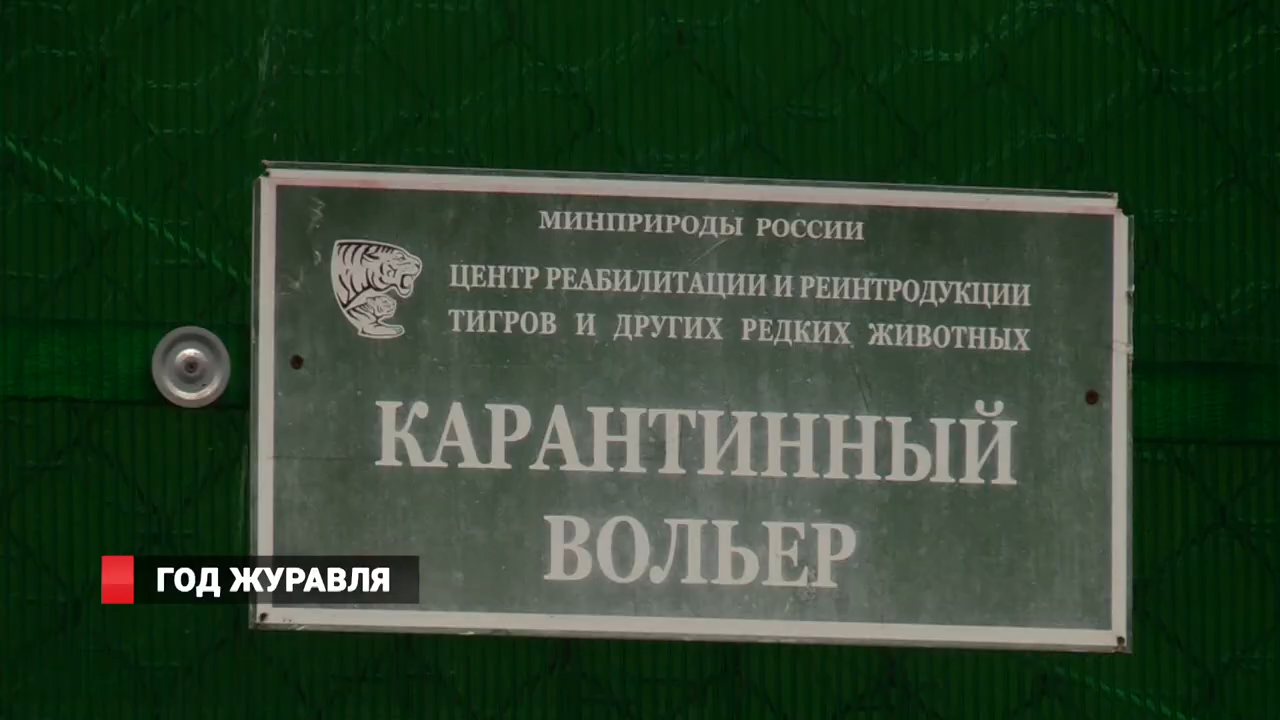 МИНПРИРОДЫ РОССИИ
ЦЕНТР РЕАБИЛИТАЦИИ И РЕИНТРОДУКЦИИ
ТИГРОВ И ДРУГИХ РЕДКИХ ЖИВОТНЫХ
КАРАНТИННЫЙ
ВОЛЬЕР
ГОД ЖУРАВЛЯ